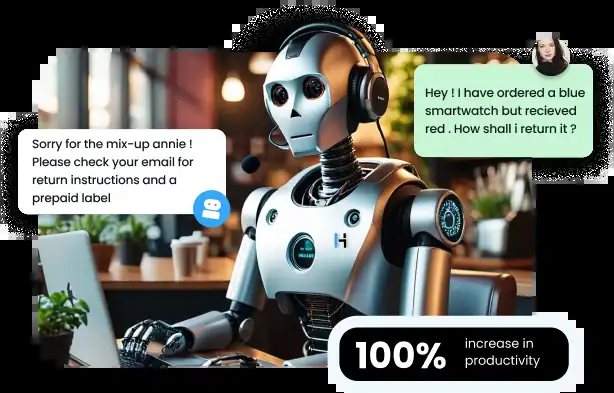 Hey ! I have ordered a blue
smartwatch but recieved
red . How shall i return it ?
Sorry for the mix-up annie !
Please check your email for
return instructions and a
prepaid label
H
100% increase in
productivity